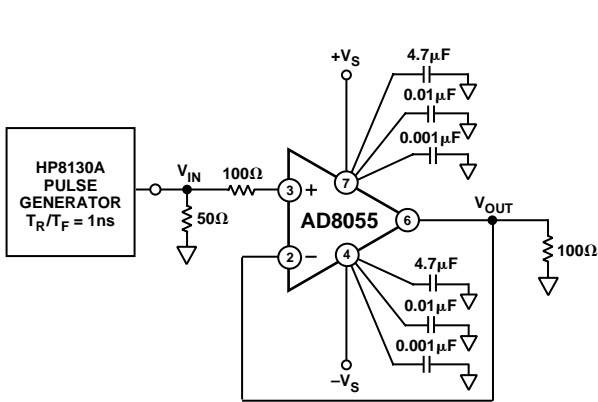 +VS
4.7μF
0.01μF
0.001μF
HP8130A
PULSE
GENERATOR
TR/TF = 1ns
VIN
100Ω
50Ω
3
+
7
AD8055
6
VOUT
100Ω
2
–
4
4.7μF
0.01μF
0.001μF
–VS